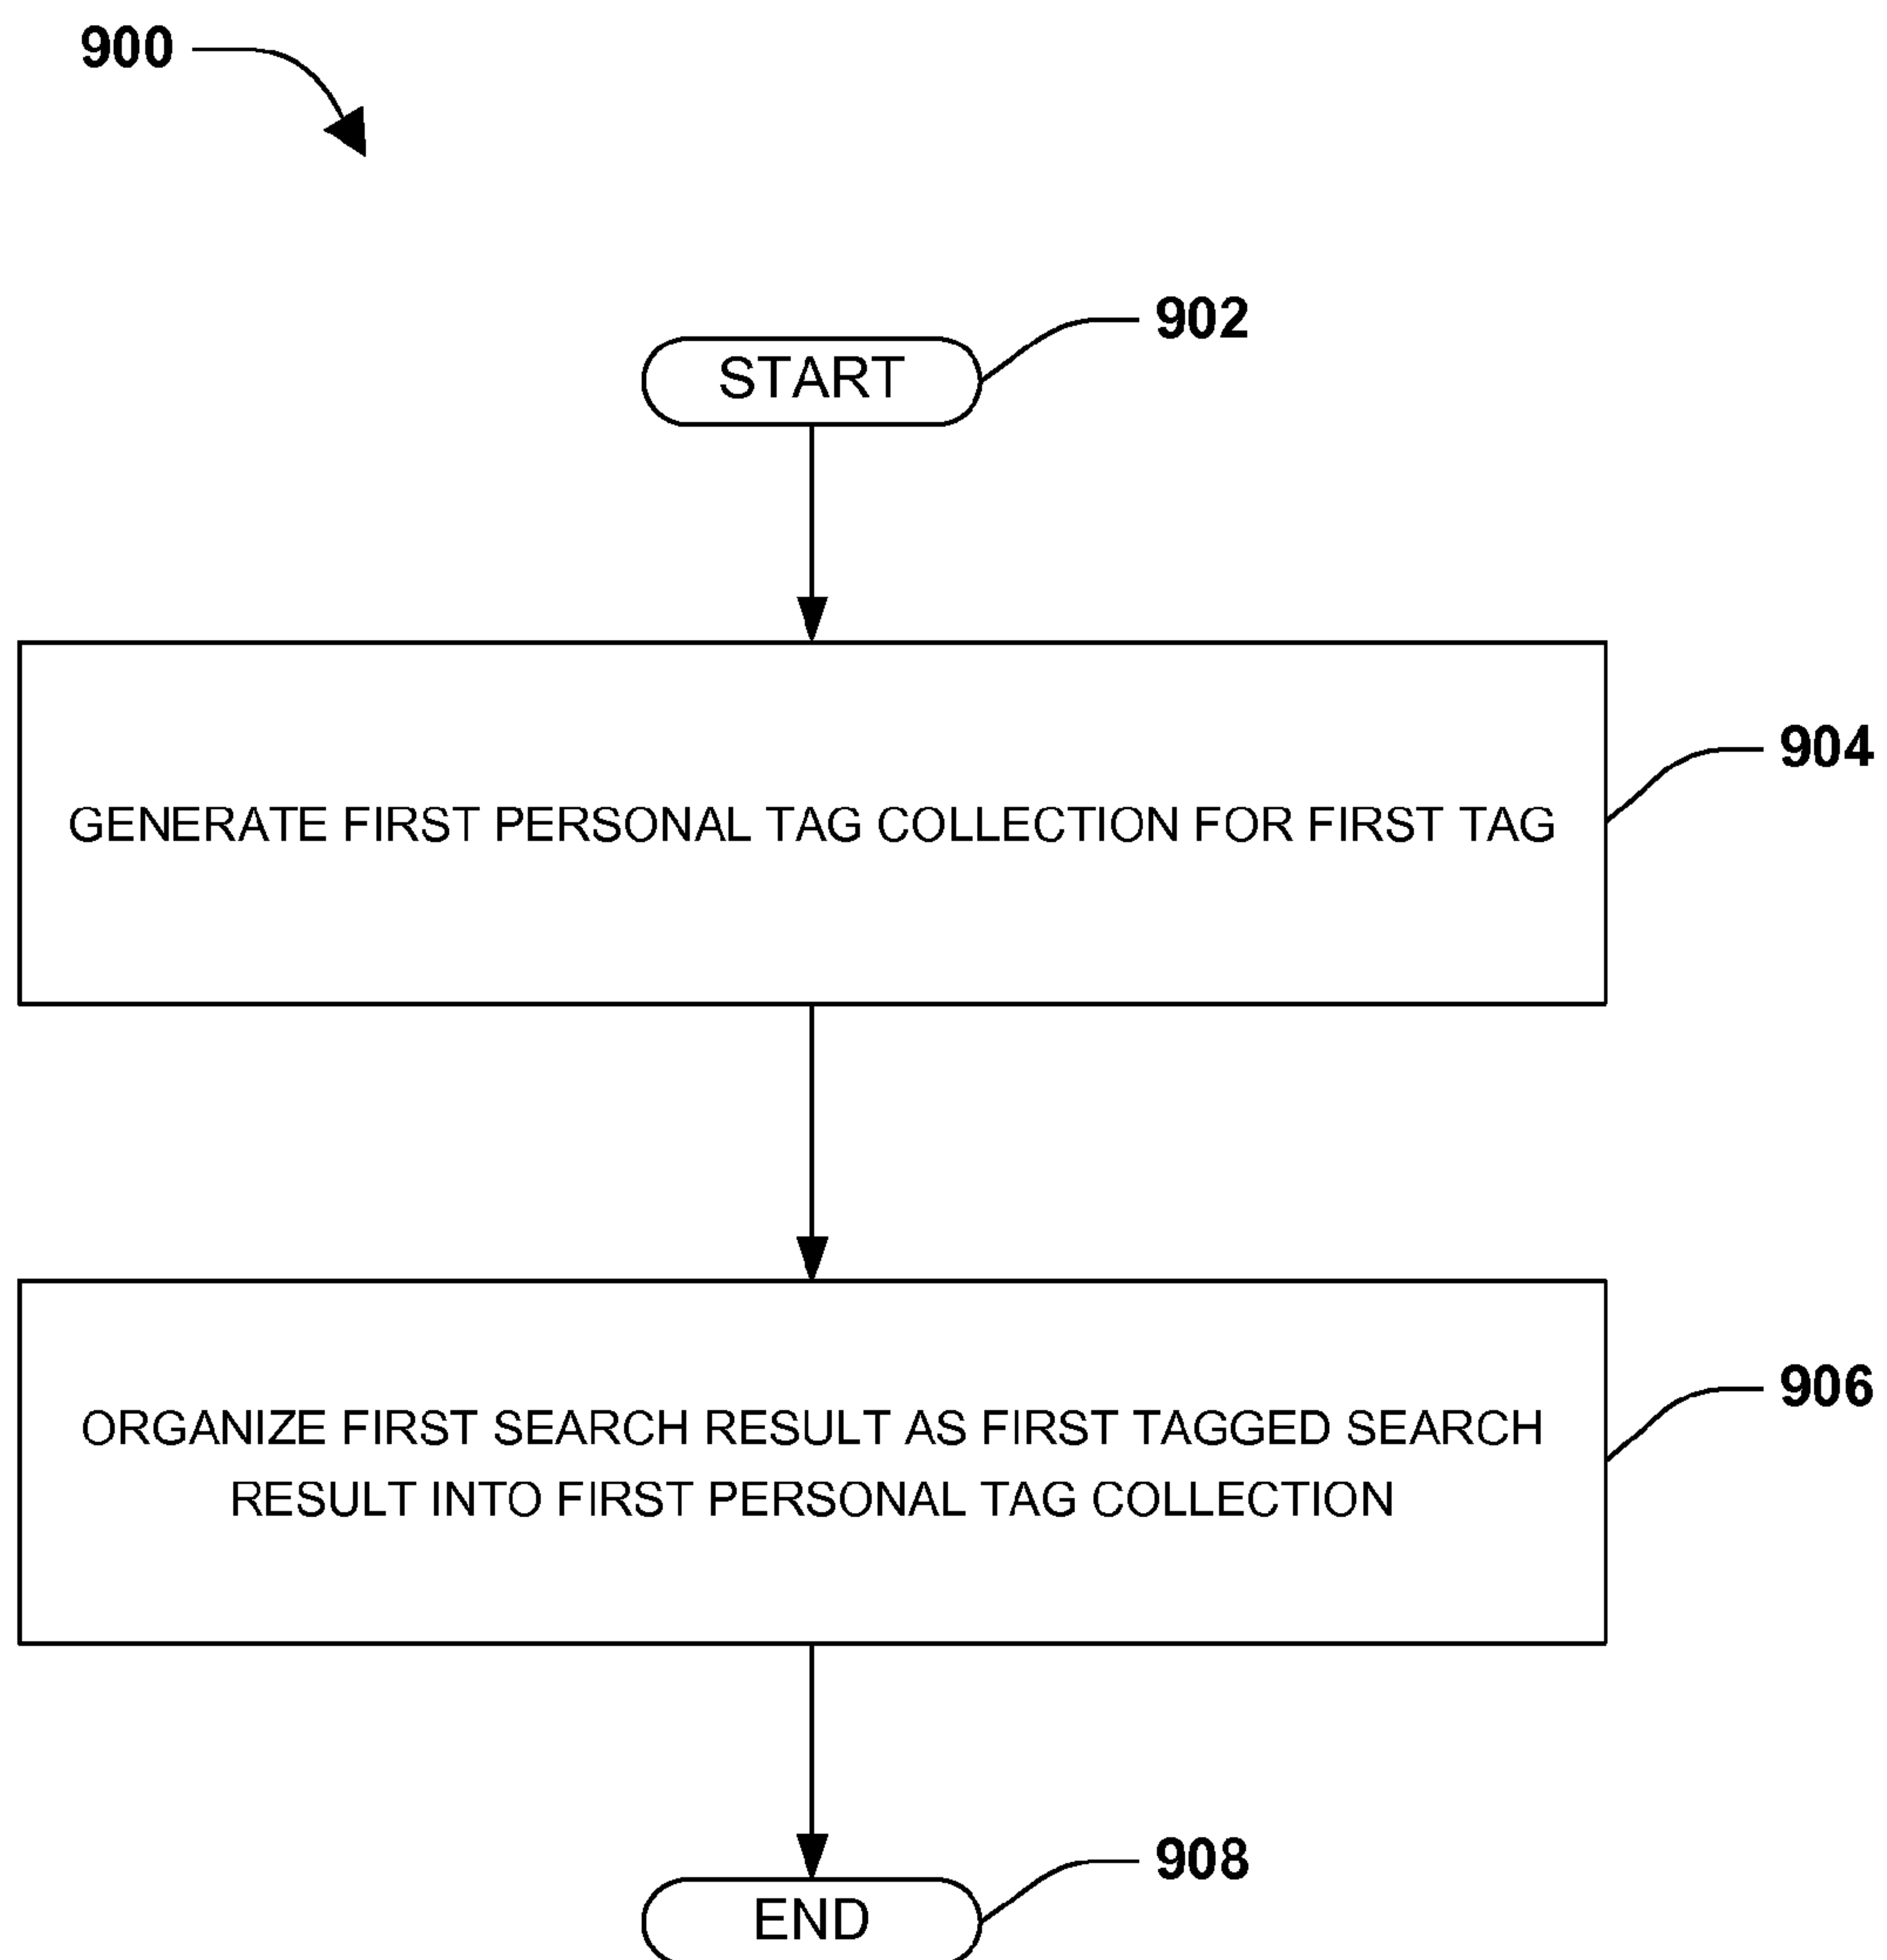 900
902
START
904
GENERATE FIRST PERSONAL TAG COLLECTION FOR FIRST TAG
906
ORGANIZE FIRST SEARCH RESULT AS FIRST TAGGED SEARCH
RESULT INTO FIRST PERSONAL TAG COLLECTION
908
END